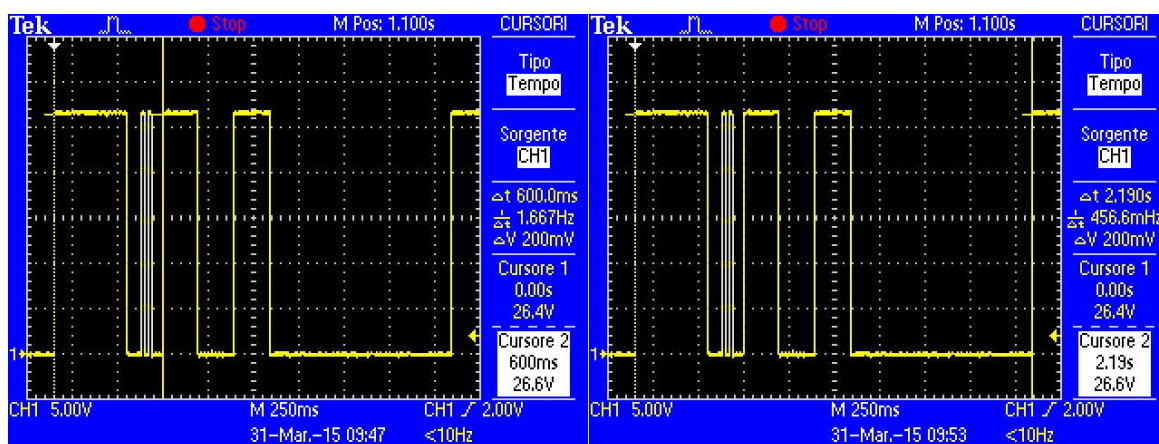 Tek Stop M Pos: 1.100s CURSORI
Tipo
Tempo
Sorgente
CH1
△t 600.0ms
1/△t 1.667Hz
△V 200mV
Cursore 1
0.00s
26.4V
Cursore 2
600ms
26.6V
1
CH1 5.00V M 250ms CH1 2.00V
31-Mar.-15 09:47 <10Hz
Tek Stop M Pos: 1.100s CURSORI
Tipo
Tempo
Sorgente
CH1
△t 2.190s
1/△t 456.6mHz
△V 200mV
Cursore 1
0.00s
26.4V
Cursore 2
2.19s
26.6V
1
CH1 5.00V M 250ms CH1 2.00V
31-Mar.-15 09:53 <10Hz